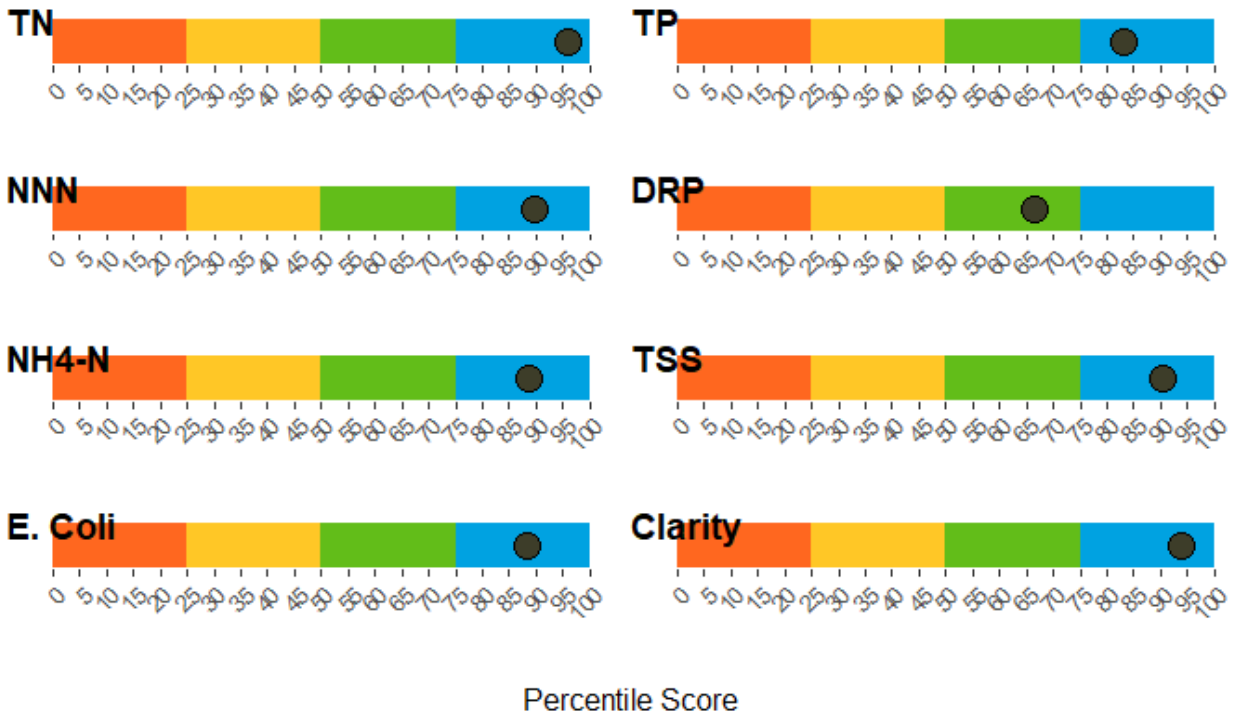 TN TP
0 5 10 15 20 25 30 35 40 45 50 55 60 65 70 75 80 85 90 95 100 0 5 10 15 20 25 30 35 40 45 50 55 60 65 70 75 80 85 90 95 100
NNN DRP
0 5 10 15 20 25 30 35 40 45 50 55 60 65 70 75 80 85 90 95 100 0 5 10 15 20 25 30 35 40 45 50 55 60 65 70 75 80 85 90 95 100
NH4-N TSS
0 5 10 15 20 25 30 35 40 45 50 55 60 65 70 75 80 85 90 95 100 0 5 10 15 20 25 30 35 40 45 50 55 60 65 70 75 80 85 90 95 100
E. Coli Clarity
0 5 10 15 20 25 30 35 40 45 50 55 60 65 70 75 80 85 90 95 100 0 5 10 15 20 25 30 35 40 45 50 55 60 65 70 75 80 85 90 95 100
Percentile Score